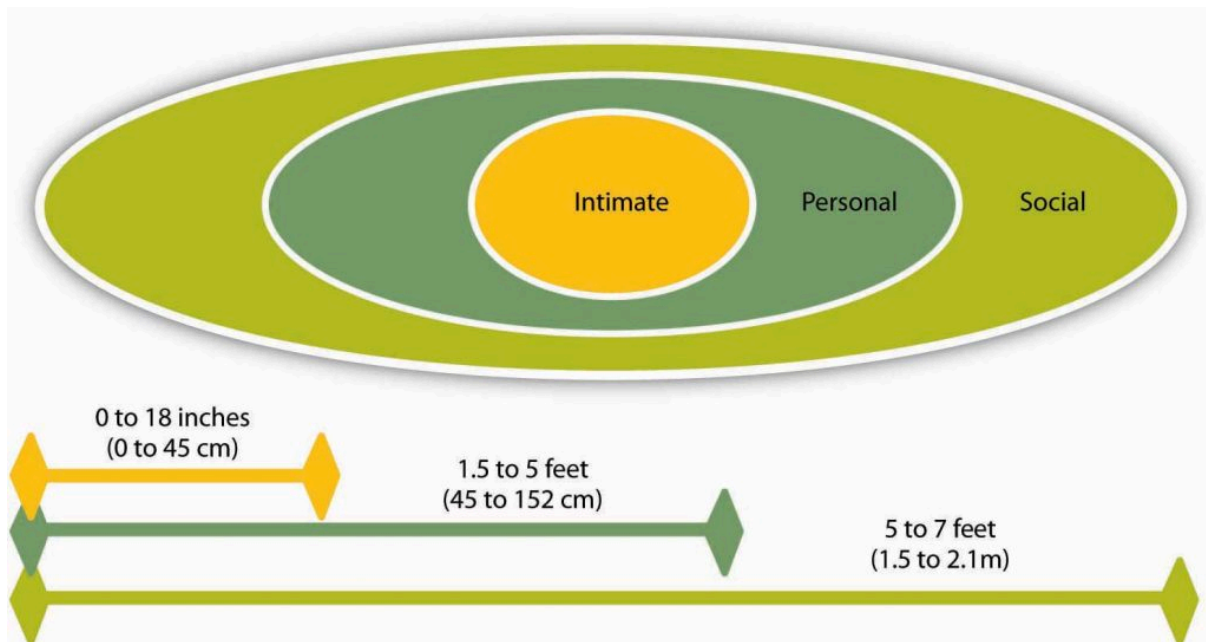 Intimate
Personal
Social
0 to 18 inches
(0 to 45 cm)
1.5 to 5 feet
(45 to 152 cm)
5 to 7 feet
(1.5 to 2.1m)